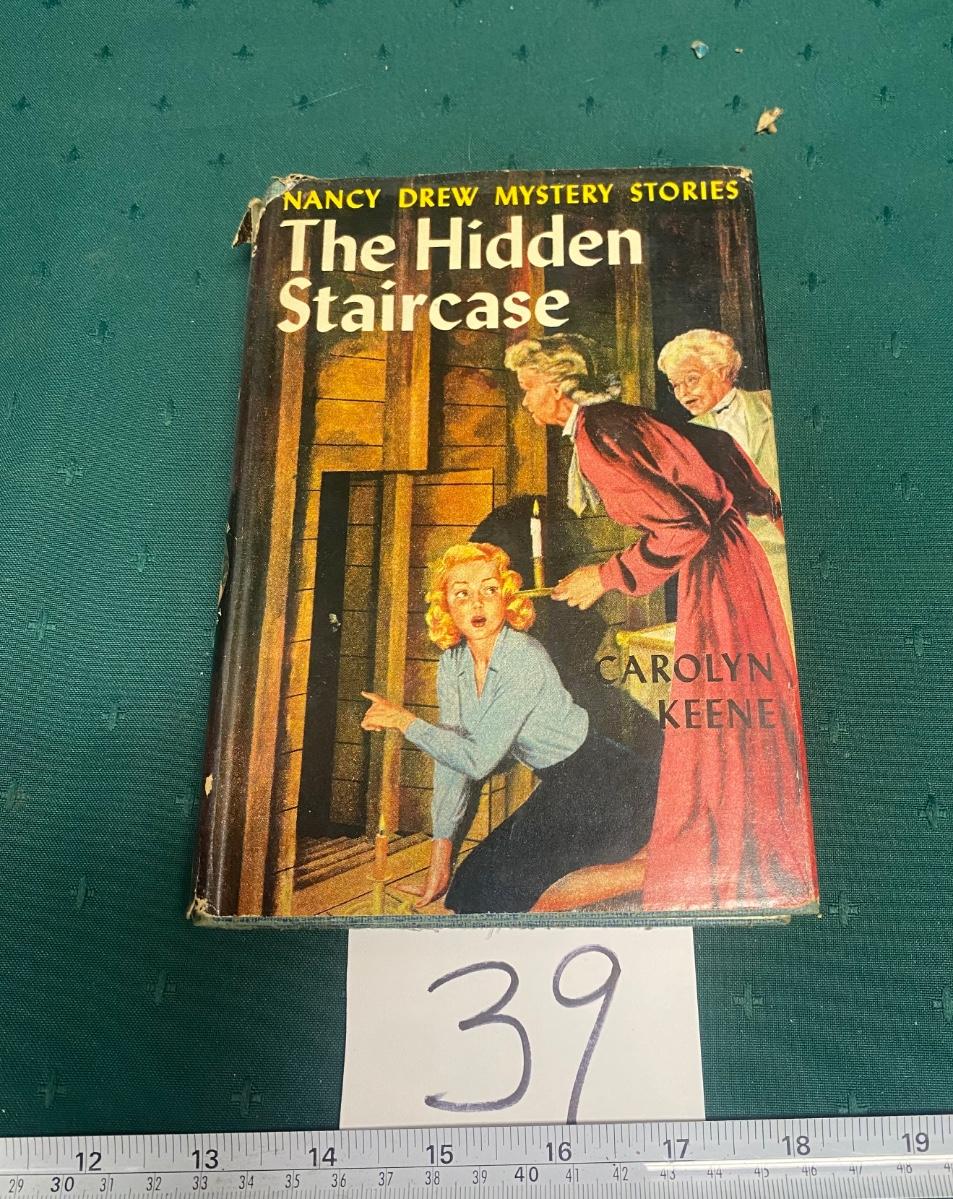 NANCY DREW MYSTERY STORIES
The Hidden
Staircase
CAROLYN
KEENE
39
12 13 14 15 16 17 18 19
29 30 31 32 33 34 35 36 37 38 39 40 41 42 43 44 45 46 47 48 49